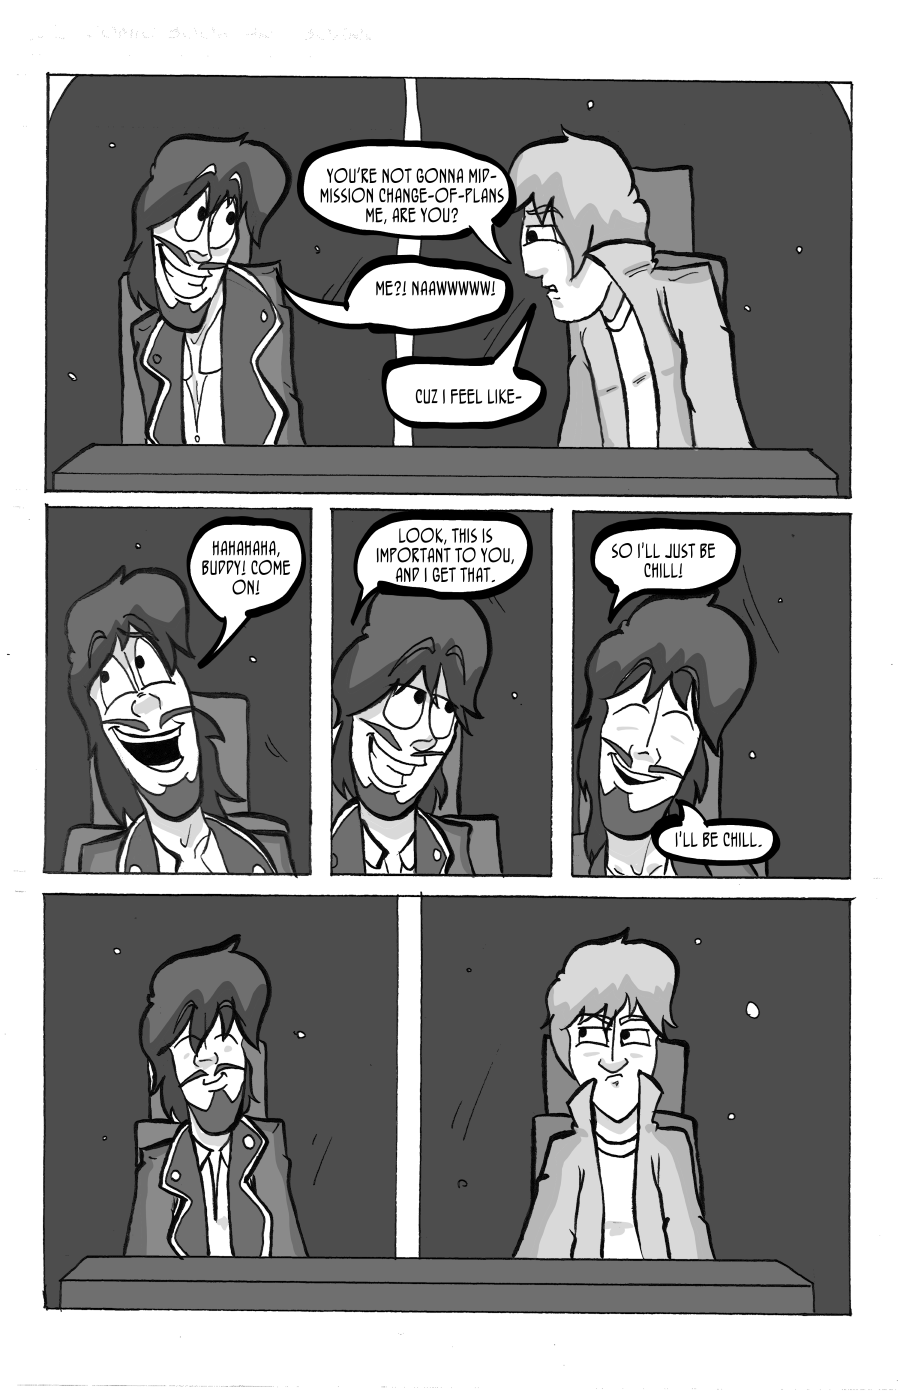 YOU'RE NOT GONNA MID-
MISSION CHANGE-OF-PLANS
ME, ARE YOU?
ME?! NAAWWWWW!
CUZ I FEEL LIKE-
HAHAHAHA,
BUDDY! COME
ON!
LOOK, THIS IS
IMPORTANT TO YOU,
AND I GET THAT.
SO I'LL JUST BE
CHILL!
I'LL BE CHILL.